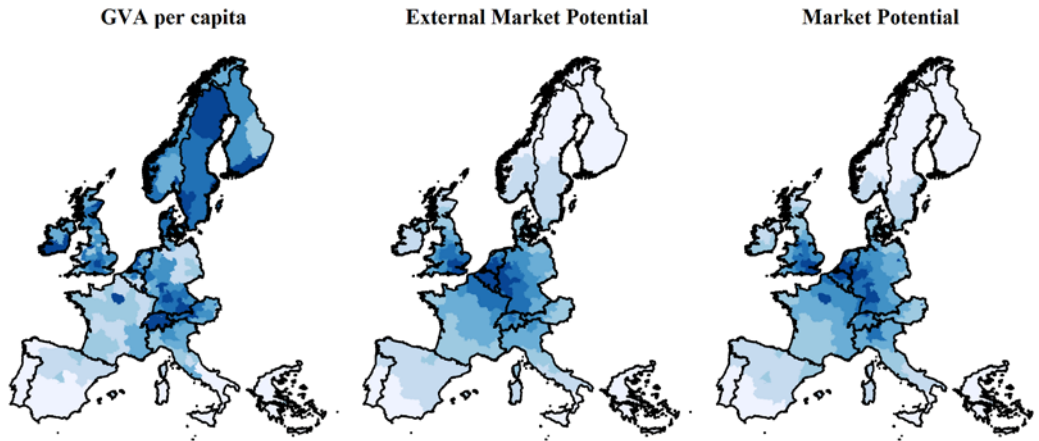 GVA per capita
External Market Potential
Market Potential